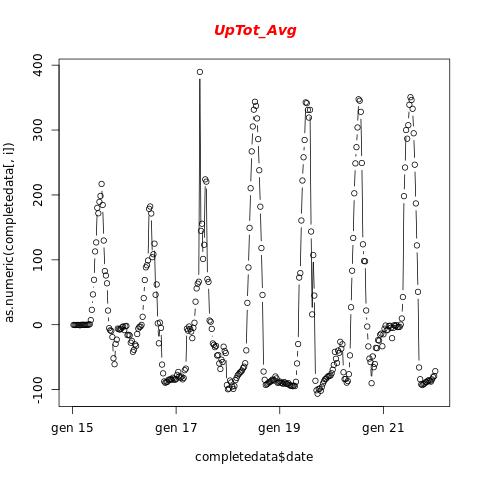 UpTot_Avg
as.numeric(completedata[, i])
400
300
200
100
0
-100
gen 15
gen 17
gen 19
gen 21
completedata$date